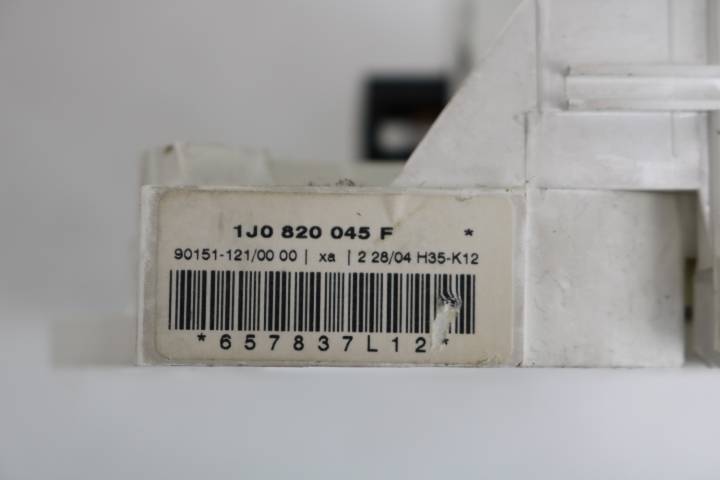 1J0 820 045 F *
90151-121/00 00 | xa | 2 28/04 H35-K12
*657837L12*